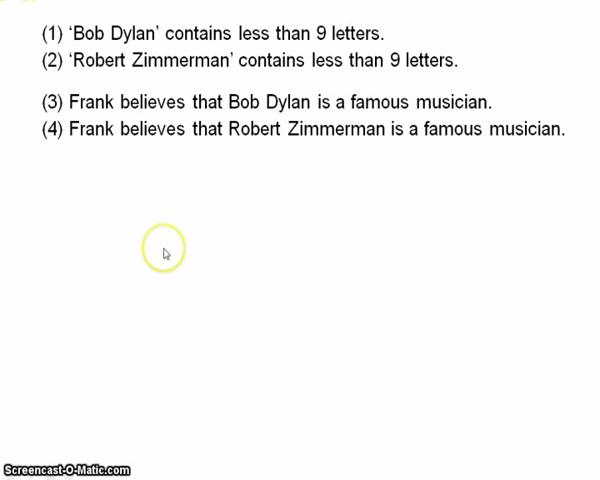 (1) ‘Bob Dylan’ contains less than 9 letters.
(2) ‘Robert Zimmerman’ contains less than 9 letters.
(3) Frank believes that Bob Dylan is a famous musician.
(4) Frank believes that Robert Zimmerman is a famous musician.
Screencast-O-Matic.com